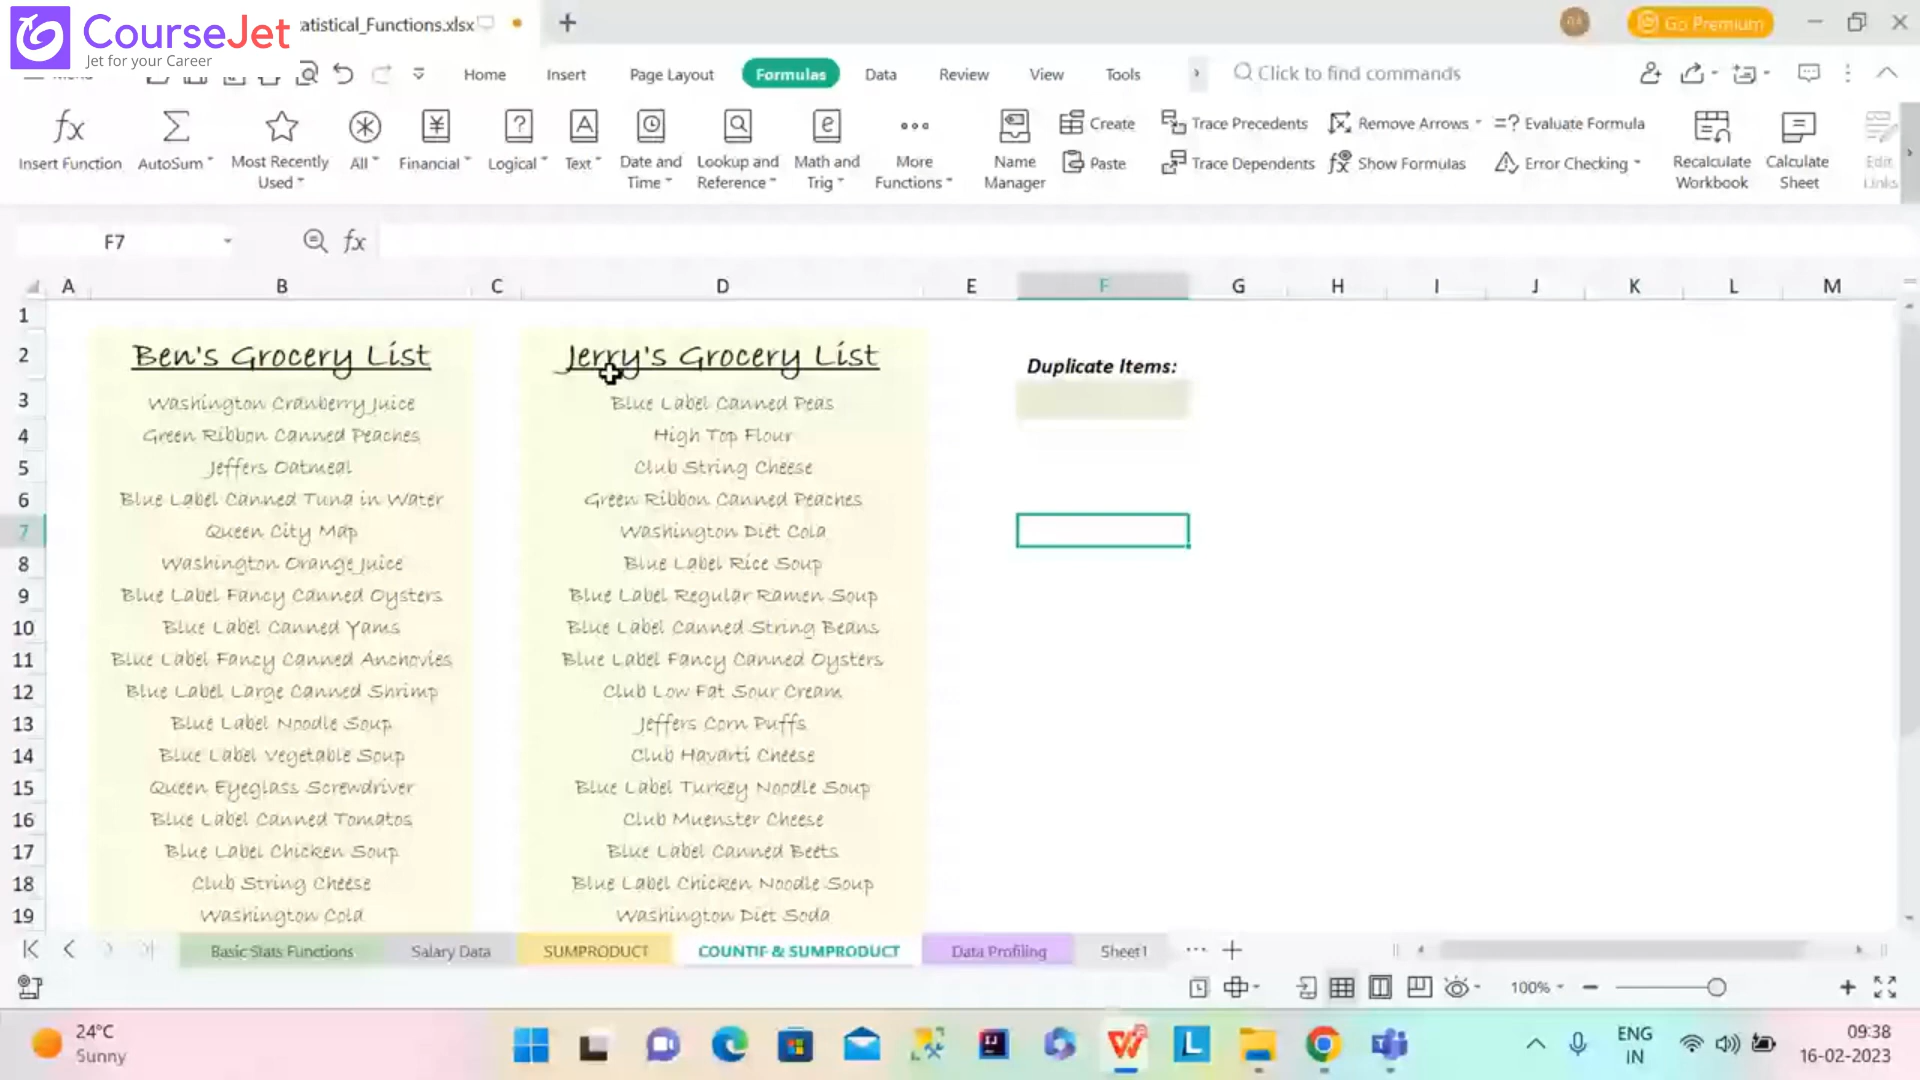 CourseJet
Jet for your Career
atistical_Functions.xlsx
Go Premium
Home
Insert
Page Layout
Formulas
Data
Review
View
Tools
Click to find commands
Insert Function
AutoSum
Most Recently
Used
All
Financial
Logical
Text
Date and
Time
Lookup and
Reference
Math and
Trig
More
Functions
Name
Manager
Create
Paste
Trace Precedents
Trace Dependents
Remove Arrows
Show Formulas
Evaluate Formula
Error Checking
Recalculate
Workbook
Calculate
Sheet
Edit
Links
F7
fx
A B C D E F G H I J K L M
1
2 Ben's Grocery List Jerry's Grocery List Duplicate Items:
3 Washington Cranberry Juice Blue Label Canned Peas
4 Green Ribbon Canned Peaches High Top Flour
5 Jeffers Oatmeal Club String Cheese
6 Blue Label Canned Tuna in Water Green Ribbon Canned Peaches
7 Queen City Map Washington Diet Cola
8 Washington Orange Juice Blue Label Rice Soup
9 Blue Label Fancy Canned Oysters Blue Label Regular Ramen Soup
10 Blue Label Canned Yams Blue Label Canned String Beans
11 Blue Label Fancy Canned Anchovies Blue Label Fancy Canned Oysters
12 Blue Label Large Canned Shrimp Club Low Fat Sour Cream
13 Blue Label Noodle Soup Jeffers Corn Puffs
14 Blue Label Vegetable Soup Club Havarti Cheese
15 Queen Eyeglass Screwdriver Blue Label Turkey Noodle Soup
16 Blue Label Canned Tomatos Club Muenster Cheese
17 Blue Label Chicken Soup Blue Label Canned Beets
18 Club String Cheese Blue Label Chicken Noodle Soup
19 Washington Cola Washington Diet Soda
Basic Stats Functions
Salary Data
SUMPRODUCT
COUNTIF & SUMPRODUCT
Data Profiling
Sheet1
100%
24°C
Sunny
ENG
IN
09:38
16-02-2023